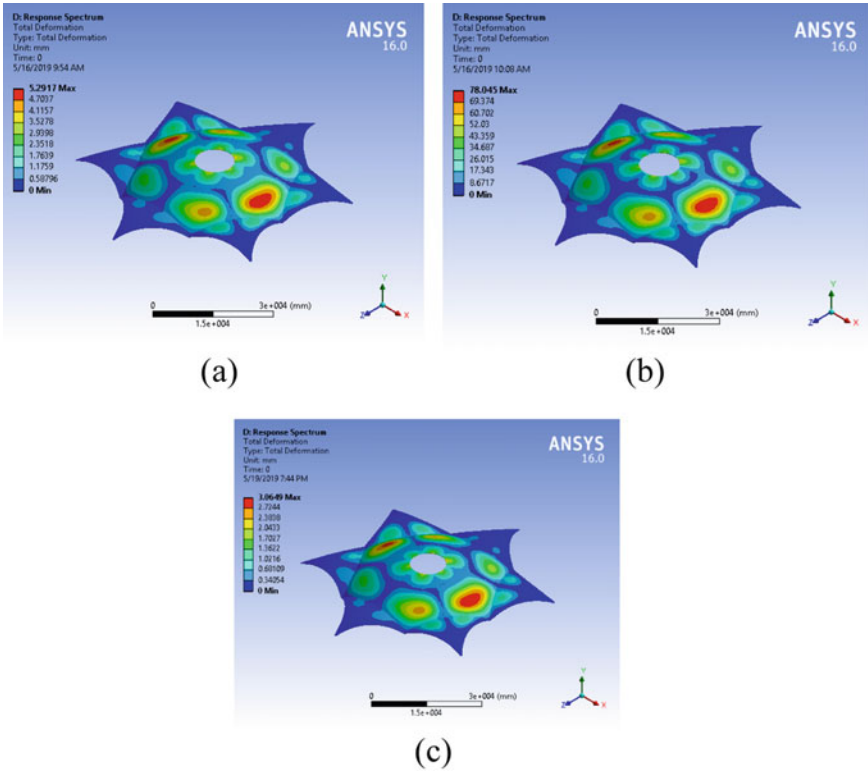 D: Response Spectrum
Total Deformation
Type: Total Deformation
Unit: mm
Time: 0
5/16/2019 9:54 AM
ANSYS
16.0
5.2917 Max
4.7037
4.1157
3.5278
2.9398
2.3518
1.7639
1.1759
0.58796
0 Min
0
3e+004 (mm)
1.5e+004
Y
Z
X
(a)
D: Response Spectrum
Total Deformation
Type: Total Deformation
Unit: mm
Time: 0
5/16/2019 10:08 AM
ANSYS
16.0
78.045 Max
69.374
60.702
52.03
43.359
34.687
26.015
17.343
8.6717
0 Min
0
3e+004 (mm)
1.5e+004
Y
Z
X
(b)
D: Response Spectrum
Total Deformation
Type: Total Deformation
Unit: mm
Time: 0
5/19/2019 7:44 PM
ANSYS
16.0
3.0649 Max
2.7244
2.3838
2.0433
1.7027
1.3622
1.0216
0.68109
0.34054
0 Min
0
3e+004 (mm)
1.5e+004
Y
Z
X
(c)